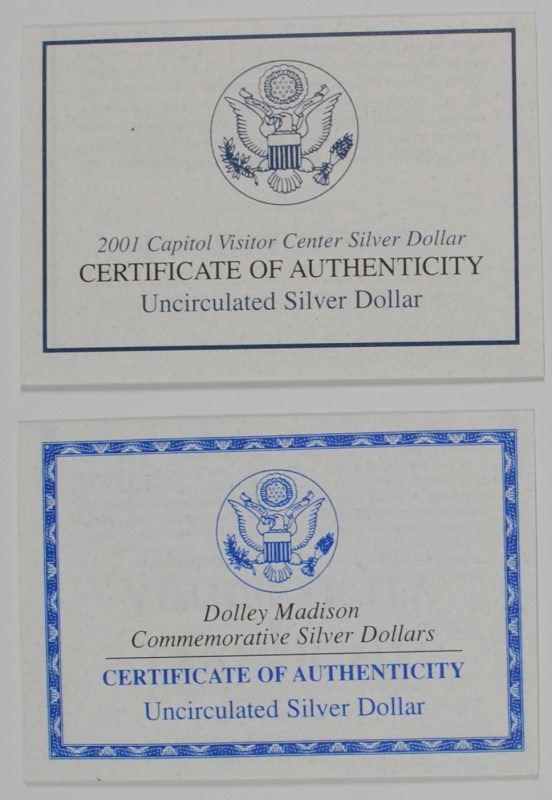 2001 Capitol Visitor Center Silver Dollar
CERTIFICATE OF AUTHENTICITY
Uncirculated Silver Dollar
Dolley Madison
Commemorative Silver Dollars
CERTIFICATE OF AUTHENTICITY
Uncirculated Silver Dollar